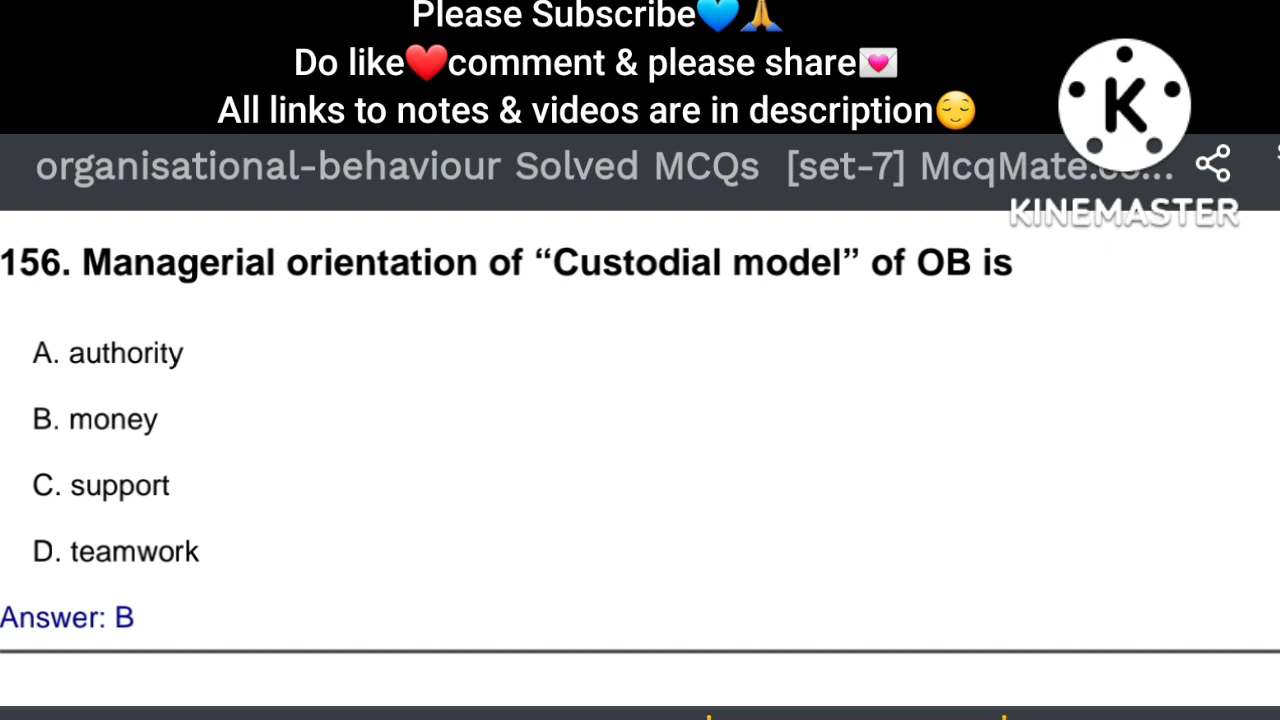 Please Subscribe💙🙏
Do like❤️comment & please share💌
All links to notes & videos are in description😌
K
organisational-behaviour Solved MCQs [set-7] McqMate.co...
KINEMASTER
156. Managerial orientation of “Custodial model” of OB is
A. authority
B. money
C. support
D. teamwork
Answer: B